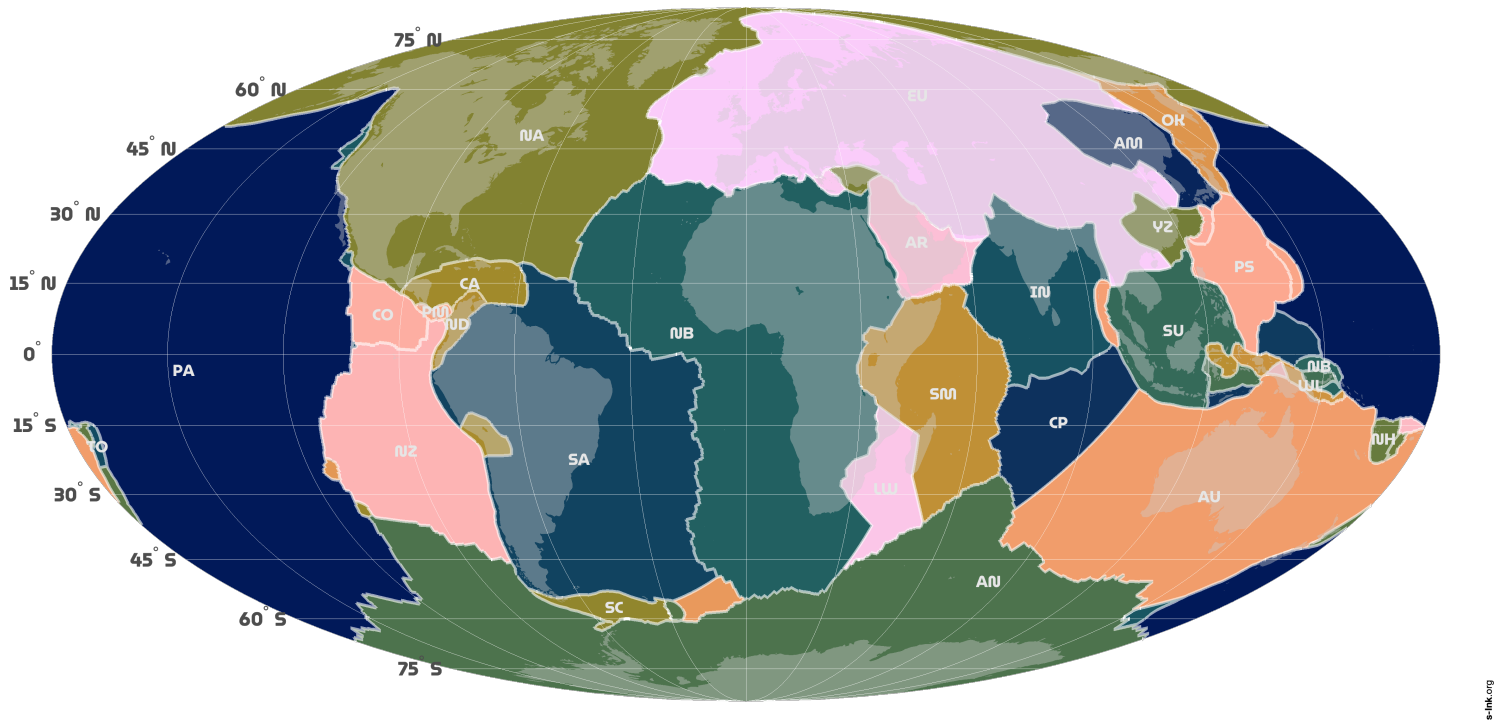 75° N
60° N
EU
OK
NA
45° N
AM
30° N
YZ
AR
PS
15° N
CA
IN
CO
PM
ND
SU
NB
0°
PA
NB
WL
SM
15° S
CP
TO
NH
NZ
SA
30° S
LW
AU
45° S
AN
60° S
SC
75° S
s-ink.org